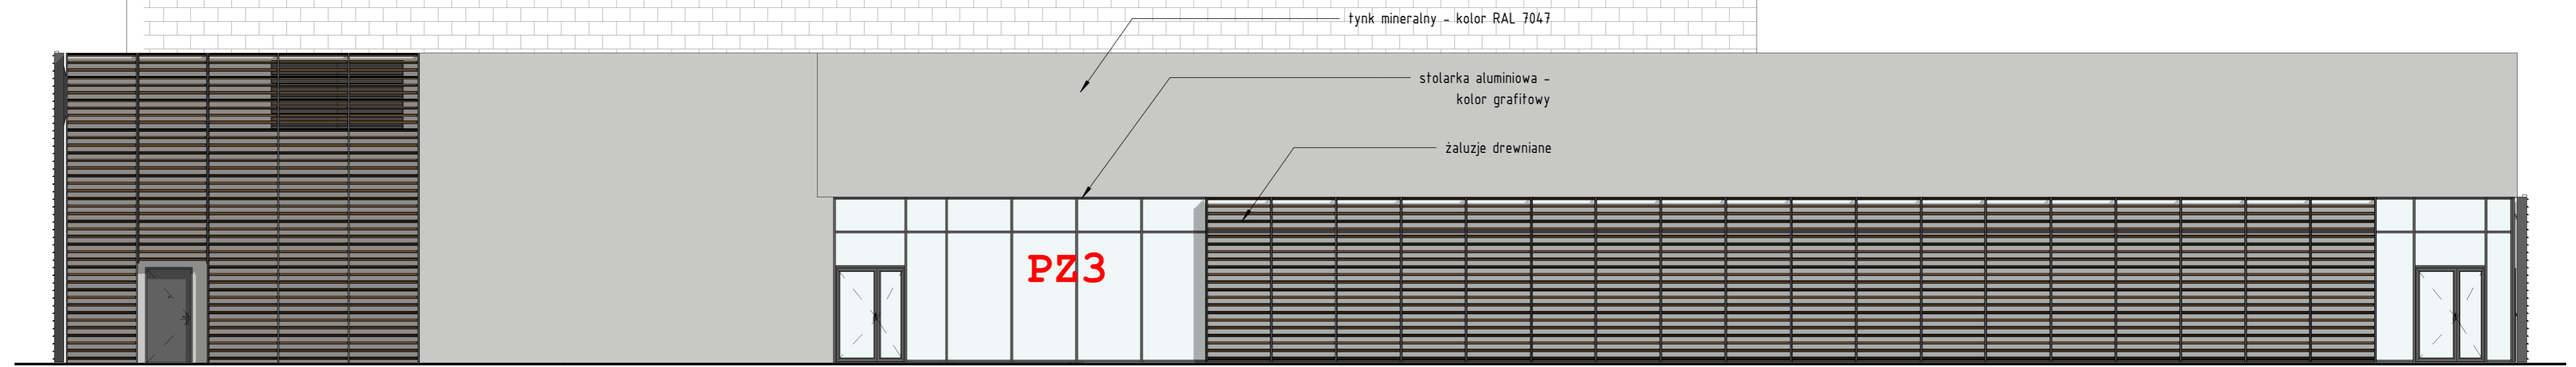 tynk mineralny - kolor RAL 7047
stolarka aluminiowa -
kolor grafitowy
żaluzje drewniane
PZ3